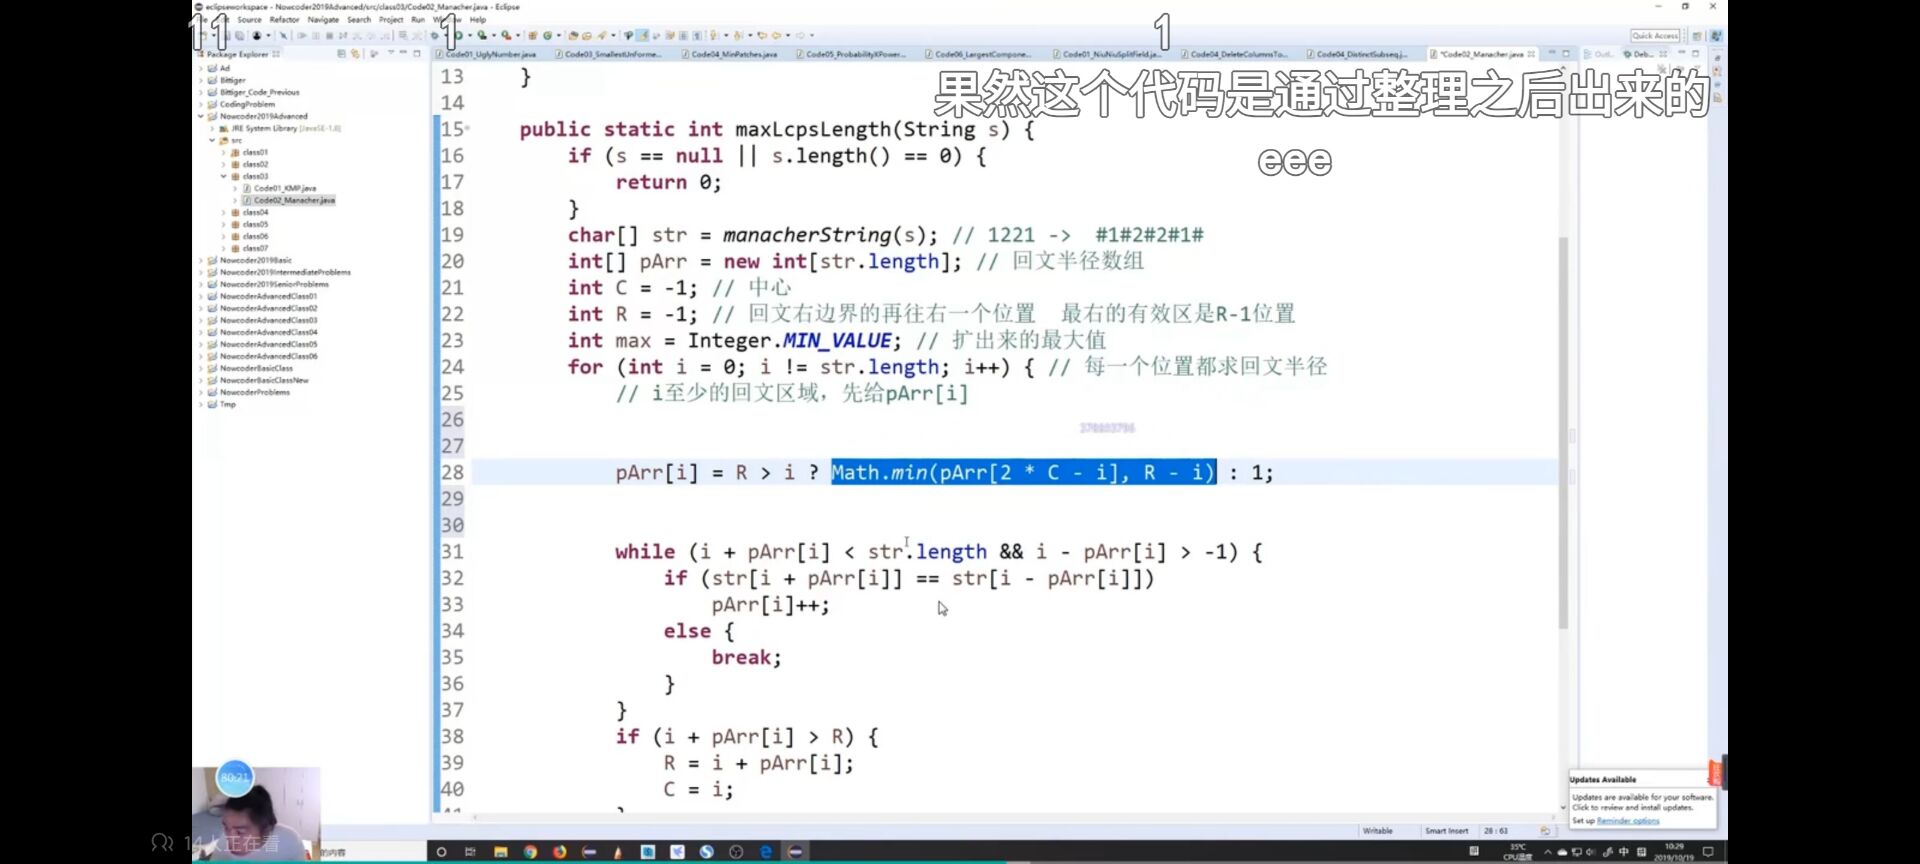 eclipseworkspace - Nowcoder2019Advanced/src/class03/Code02_Manacher.java - Eclipse
Source Refactor Navigate Search Project Run Window Help
11
1
1
Quick Access
Package Explorer
Code01_UglyNumber.java
Code03_SmallestUnForme...
Code04_MinPatches.java
Code05_ProbabilityXPower...
Code06_LargestCompone...
Code01_NiuNiuSplitField.ja...
Code04_DeleteColumnsTo...
Code04_DistinctSubseq.j...
*Code02_Manacher.java
Outl...
Deb...
果然这个代码是通过整理之后出来的
eee
Ad
Bittiger
Bittiger_Code_Previous
CodingProblem
Nowcoder2019Advanced
JRE System Library [JavaSE-1.8]
src
class01
class02
class03
Code01_KMP.java
Code02_Manacher.java
class04
class05
class06
class07
Nowcoder2019Basic
Nowcoder2019IntermediateProblems
Nowcoder2019SeniorProblems
NowcoderAdvancedClass01
NowcoderAdvancedClass02
NowcoderAdvancedClass03
NowcoderAdvancedClass04
NowcoderAdvancedClass05
NowcoderAdvancedClass06
NowcoderBasicClass
NowcoderBasicClassNew
NowcoderProblems
Tmp
13 }
14
15 public static int maxLcpsLength(String s) {
16 if (s == null || s.length() == 0) {
17 return 0;
18 }
19 char[] str = manacherString(s); // 1221 -> #1#2#2#1#
20 int[] pArr = new int[str.length]; // 回文半径数组
21 int C = -1; // 中心
22 int R = -1; // 回文右边界的再往右一个位置 最右的有效区是R-1位置
23 int max = Integer.MIN_VALUE; // 扩出来的最大值
24 for (int i = 0; i != str.length; i++) { // 每一个位置都求回文半径
25 // i至少的回文区域，先给pArr[i]
26
27
28 pArr[i] = R > i ? Math.min(pArr[2 * C - i], R - i) : 1;
29
30
31 while (i + pArr[i] < str.length && i - pArr[i] > -1) {
32 if (str[i + pArr[i]] == str[i - pArr[i]])
33 pArr[i]++;
34 else {
35 break;
36 }
37 }
38 if (i + pArr[i] > R) {
39 R = i + pArr[i];
40 C = i;
80:21
14人正在看
的内容
Updates Available
Updates are available for your software.
Click to review and install updates.
Set up Reminder options
Writable
Smart Insert
28 : 63
35℃
CPU温度
中
10:29
2019/10/19